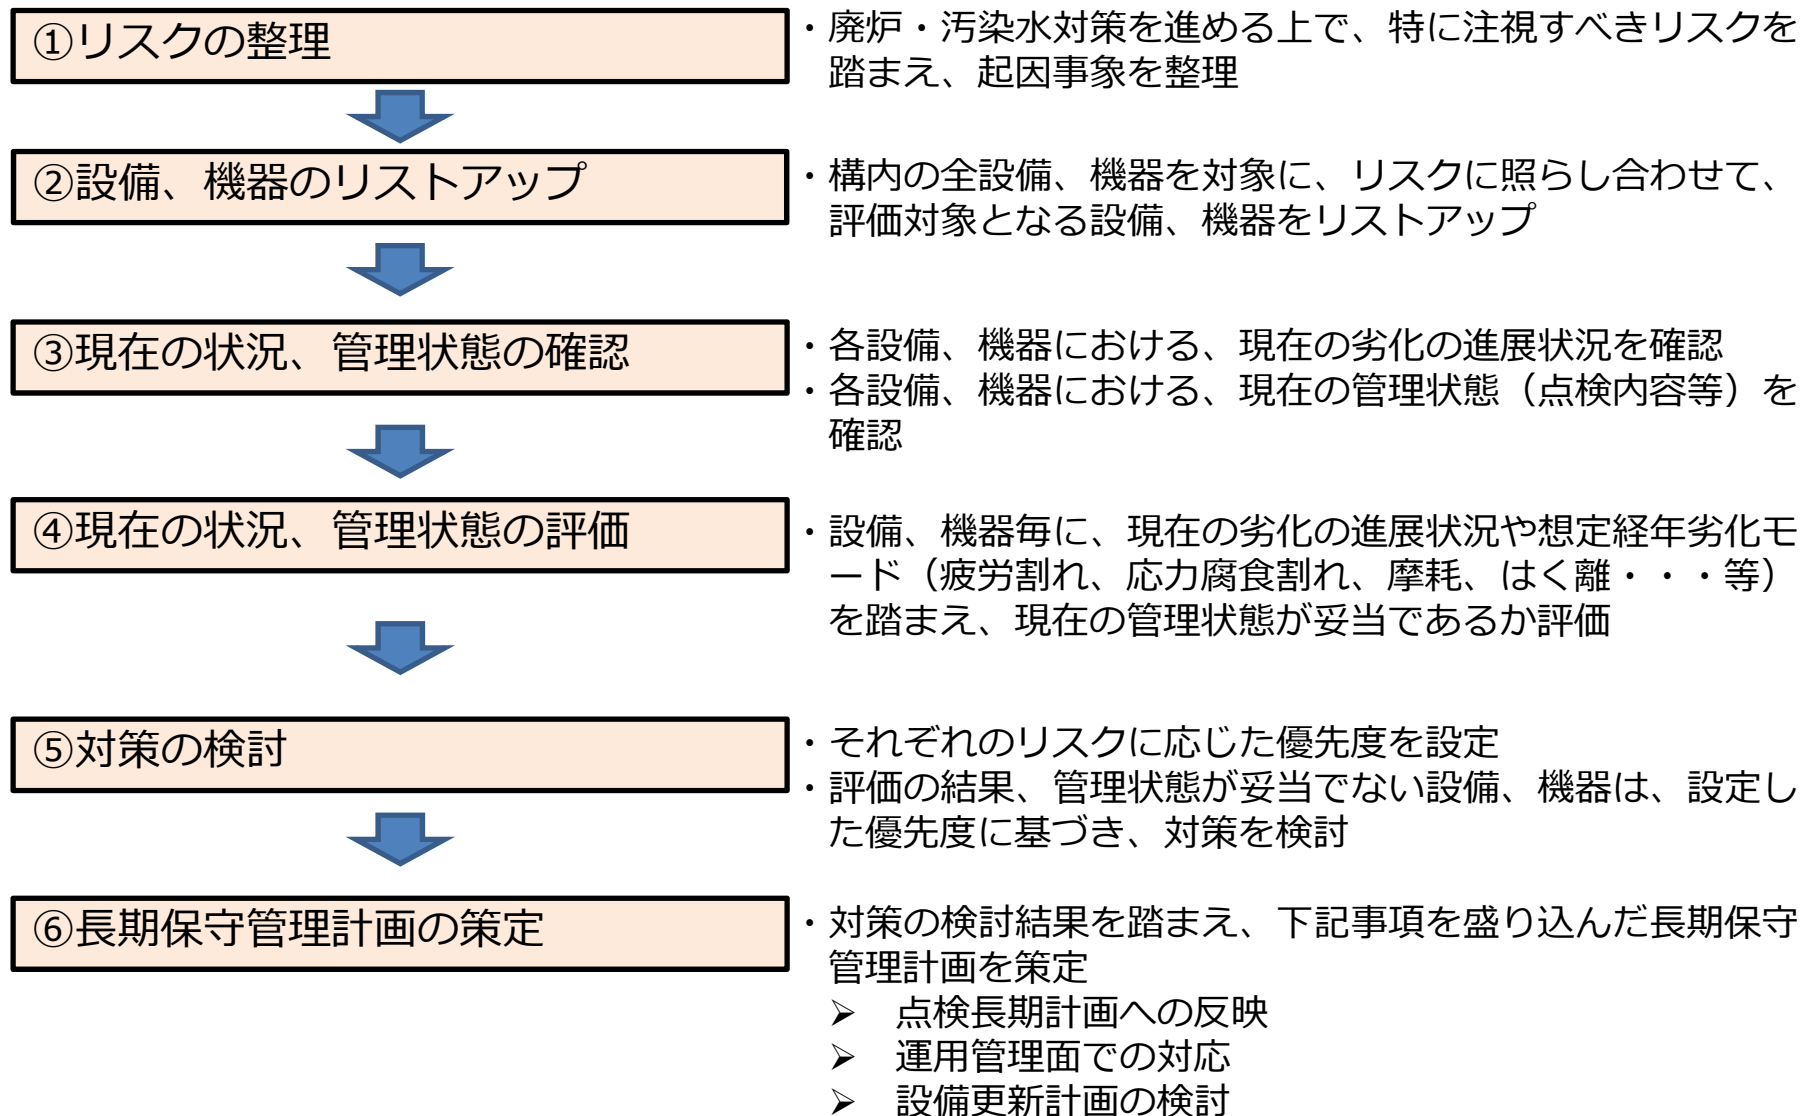 ①リスクの整理
・廃炉・汚染水対策を進める上で、特に注視すべきリスクを
踏まえ、起因事象を整理
②設備、機器のリストアップ
・構内の全設備、機器を対象に、リスクに照らし合わせて、
評価対象となる設備、機器をリストアップ
③現在の状況、管理状態の確認
・各設備、機器における、現在の劣化の進展状況を確認
・各設備、機器における、現在の管理状態（点検内容等）を
確認
④現在の状況、管理状態の評価
・設備、機器毎に、現在の劣化の進展状況や想定経年劣化モ
ード（疲労割れ、応力腐食割れ、摩耗、はく離・・・等）
を踏まえ、現在の管理状態が妥当であるか評価
⑤対策の検討
・それぞれのリスクに応じた優先度を設定
・評価の結果、管理状態が妥当でない設備、機器は、設定し
た優先度に基づき、対策を検討
⑥長期保守管理計画の策定
・対策の検討結果を踏まえ、下記事項を盛り込んだ長期保守
管理計画を策定
➢ 点検長期計画への反映
➢ 運用管理面での対応
➢ 設備更新計画の検討